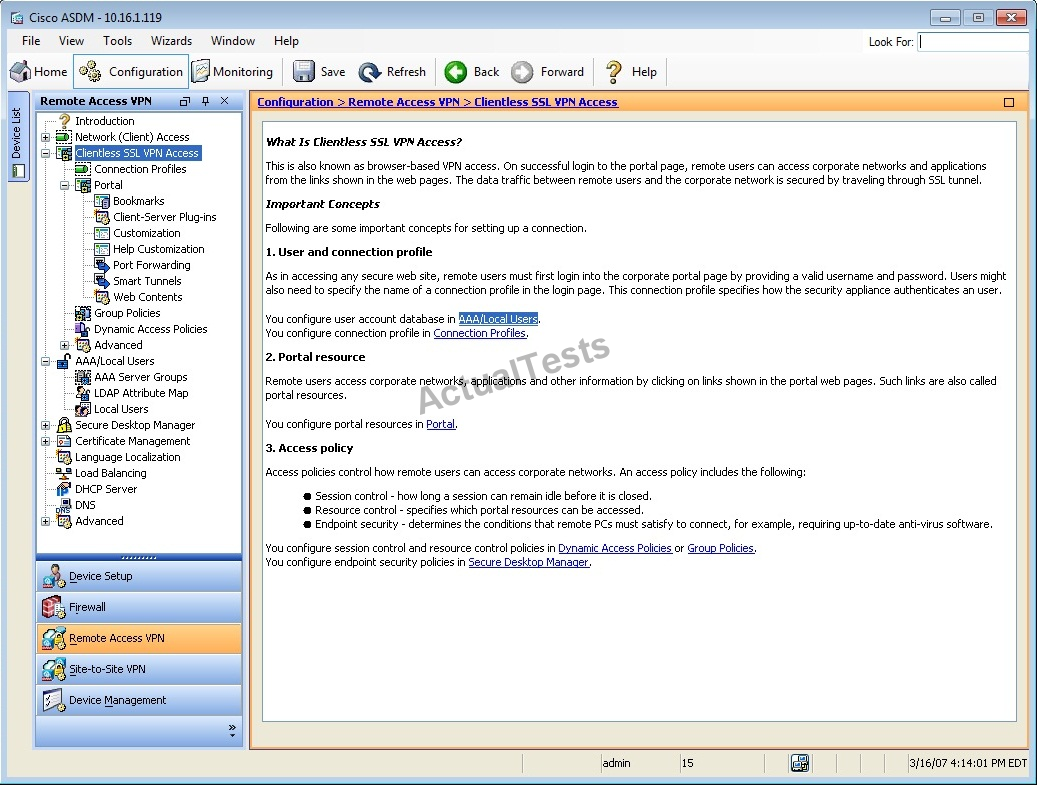 Cisco ASDM - 10.16.1.119
File View Tools Wizards Window Help
Look For:
Home Configuration Monitoring Save Refresh Back Forward Help
Device List
Remote Access VPN
Introduction
Network (Client) Access
Clientless SSL VPN Access
Connection Profiles
Portal
Bookmarks
Client-Server Plug-ins
Customization
Help Customization
Port Forwarding
Smart Tunnels
Web Contents
Group Policies
Dynamic Access Policies
Advanced
AAA/Local Users
AAA Server Groups
LDAP Attribute Map
Local Users
Secure Desktop Manager
Certificate Management
Language Localization
Load Balancing
DHCP Server
DNS
Advanced
Device Setup
Firewall
Remote Access VPN
Site-to-Site VPN
Device Management
Configuration > Remote Access VPN > Clientless SSL VPN Access
What Is Clientless SSL VPN Access?
This is also known as browser-based VPN access. On successful login to the portal page, remote users can access corporate networks and applications
from the links shown in the web pages. The data traffic between remote users and the corporate network is secured by traveling through SSL tunnel.
Important Concepts
Following are some important concepts for setting up a connection.
1. User and connection profile
As in accessing any secure web site, remote users must first login into the corporate portal page by providing a valid username and password. Users might
also need to specify the name of a connection profile in the login page. This connection profile specifies how the security appliance authenticates an user.
You configure user account database in AAA/Local Users.
You configure connection profile in Connection Profiles.
2. Portal resource
Remote users access corporate networks, applications and other information by clicking on links shown in the portal web pages. Such links are also called
portal resources.
You configure portal resources in Portal.
3. Access policy
Access policies control how remote users can access corporate networks. An access policy includes the following:
● Session control - how long a session can remain idle before it is closed.
● Resource control - specifies which portal resources can be accessed.
● Endpoint security - determines the conditions that remote PCs must satisfy to connect, for example, requiring up-to-date anti-virus software.
You configure session control and resource control policies in Dynamic Access Policies or Group Policies.
You configure endpoint security policies in Secure Desktop Manager.
ActualTests
admin 15 3/16/07 4:14:01 PM EDT